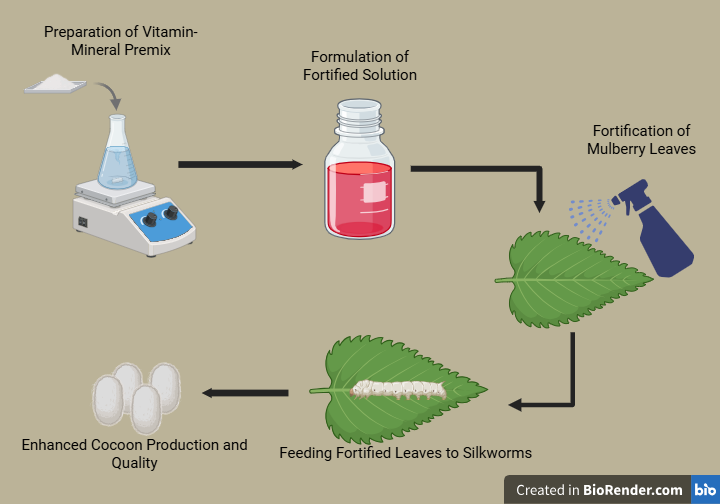 Preparation of Vitamin-
Mineral Premix
Formulation of
Fortified Solution
Fortification of
Mulberry Leaves
Feeding Fortified Leaves to Silkworms
Enhanced Cocoon Production and
Quality
Created in BioRender.com bio